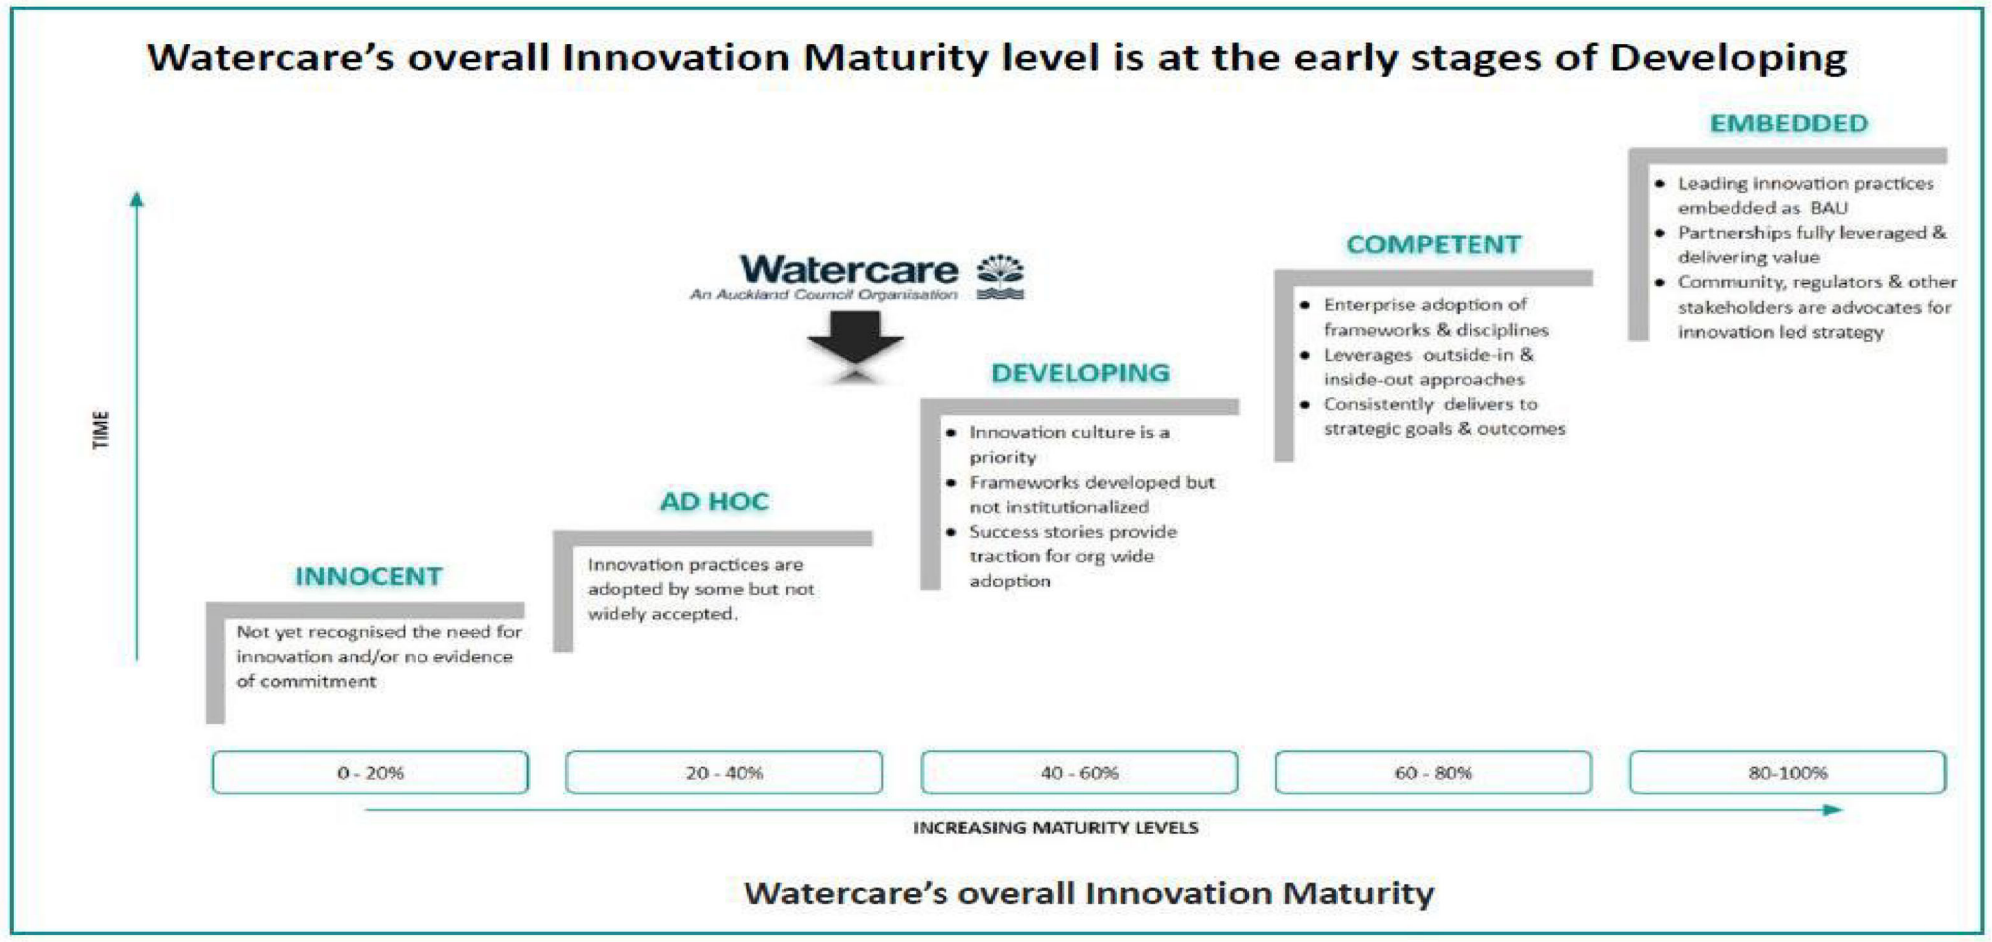 Watercare's overall Innovation Maturity level is at the early stages of Developing
EMBEDDED
● Leading innovation practices
embedded as BAU
● Partnerships fully leveraged &
delivering value
● Community, regulators & other
stakeholders are advocates for
innovation led strategy
COMPETENT
● Enterprise adoption of
frameworks & disciplines
● Leverages outside-in &
inside-out approaches
● Consistently delivers to
strategic goals & outcomes
Watercare
An Auckland Council Organisation
DEVELOPING
● Innovation culture is a
priority
● Frameworks developed but
not institutionalized
● Success stories provide
traction for org wide
adoption
AD HOC
Innovation practices are
adopted by some but not
widely accepted.
INNOCENT
Not yet recognised the need for
innovation and/or no evidence
of commitment
TIME
0 - 20%
20 - 40%
40 - 60%
60 - 80%
80-100%
INCREASING MATURITY LEVELS
Watercare's overall Innovation Maturity